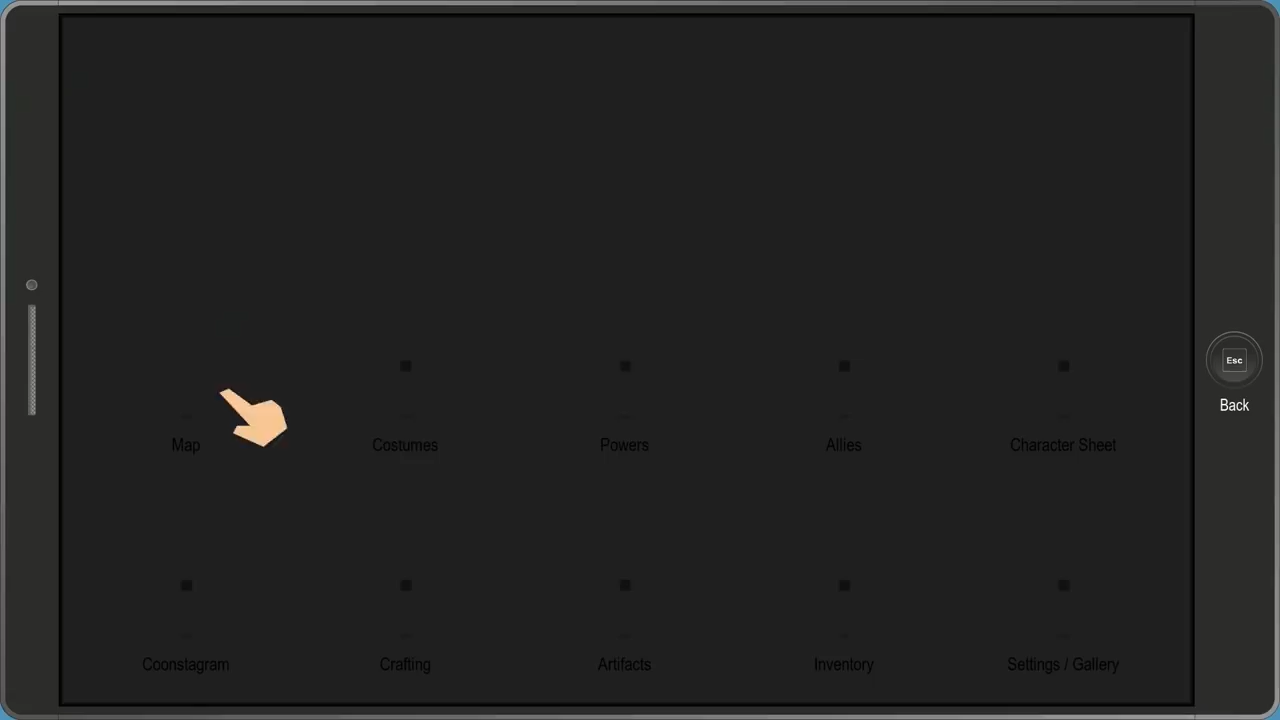 Esc
Back
Map Costumes Powers Allies Character Sheet
Coonstagram Crafting Artifacts Inventory Settings / Gallery